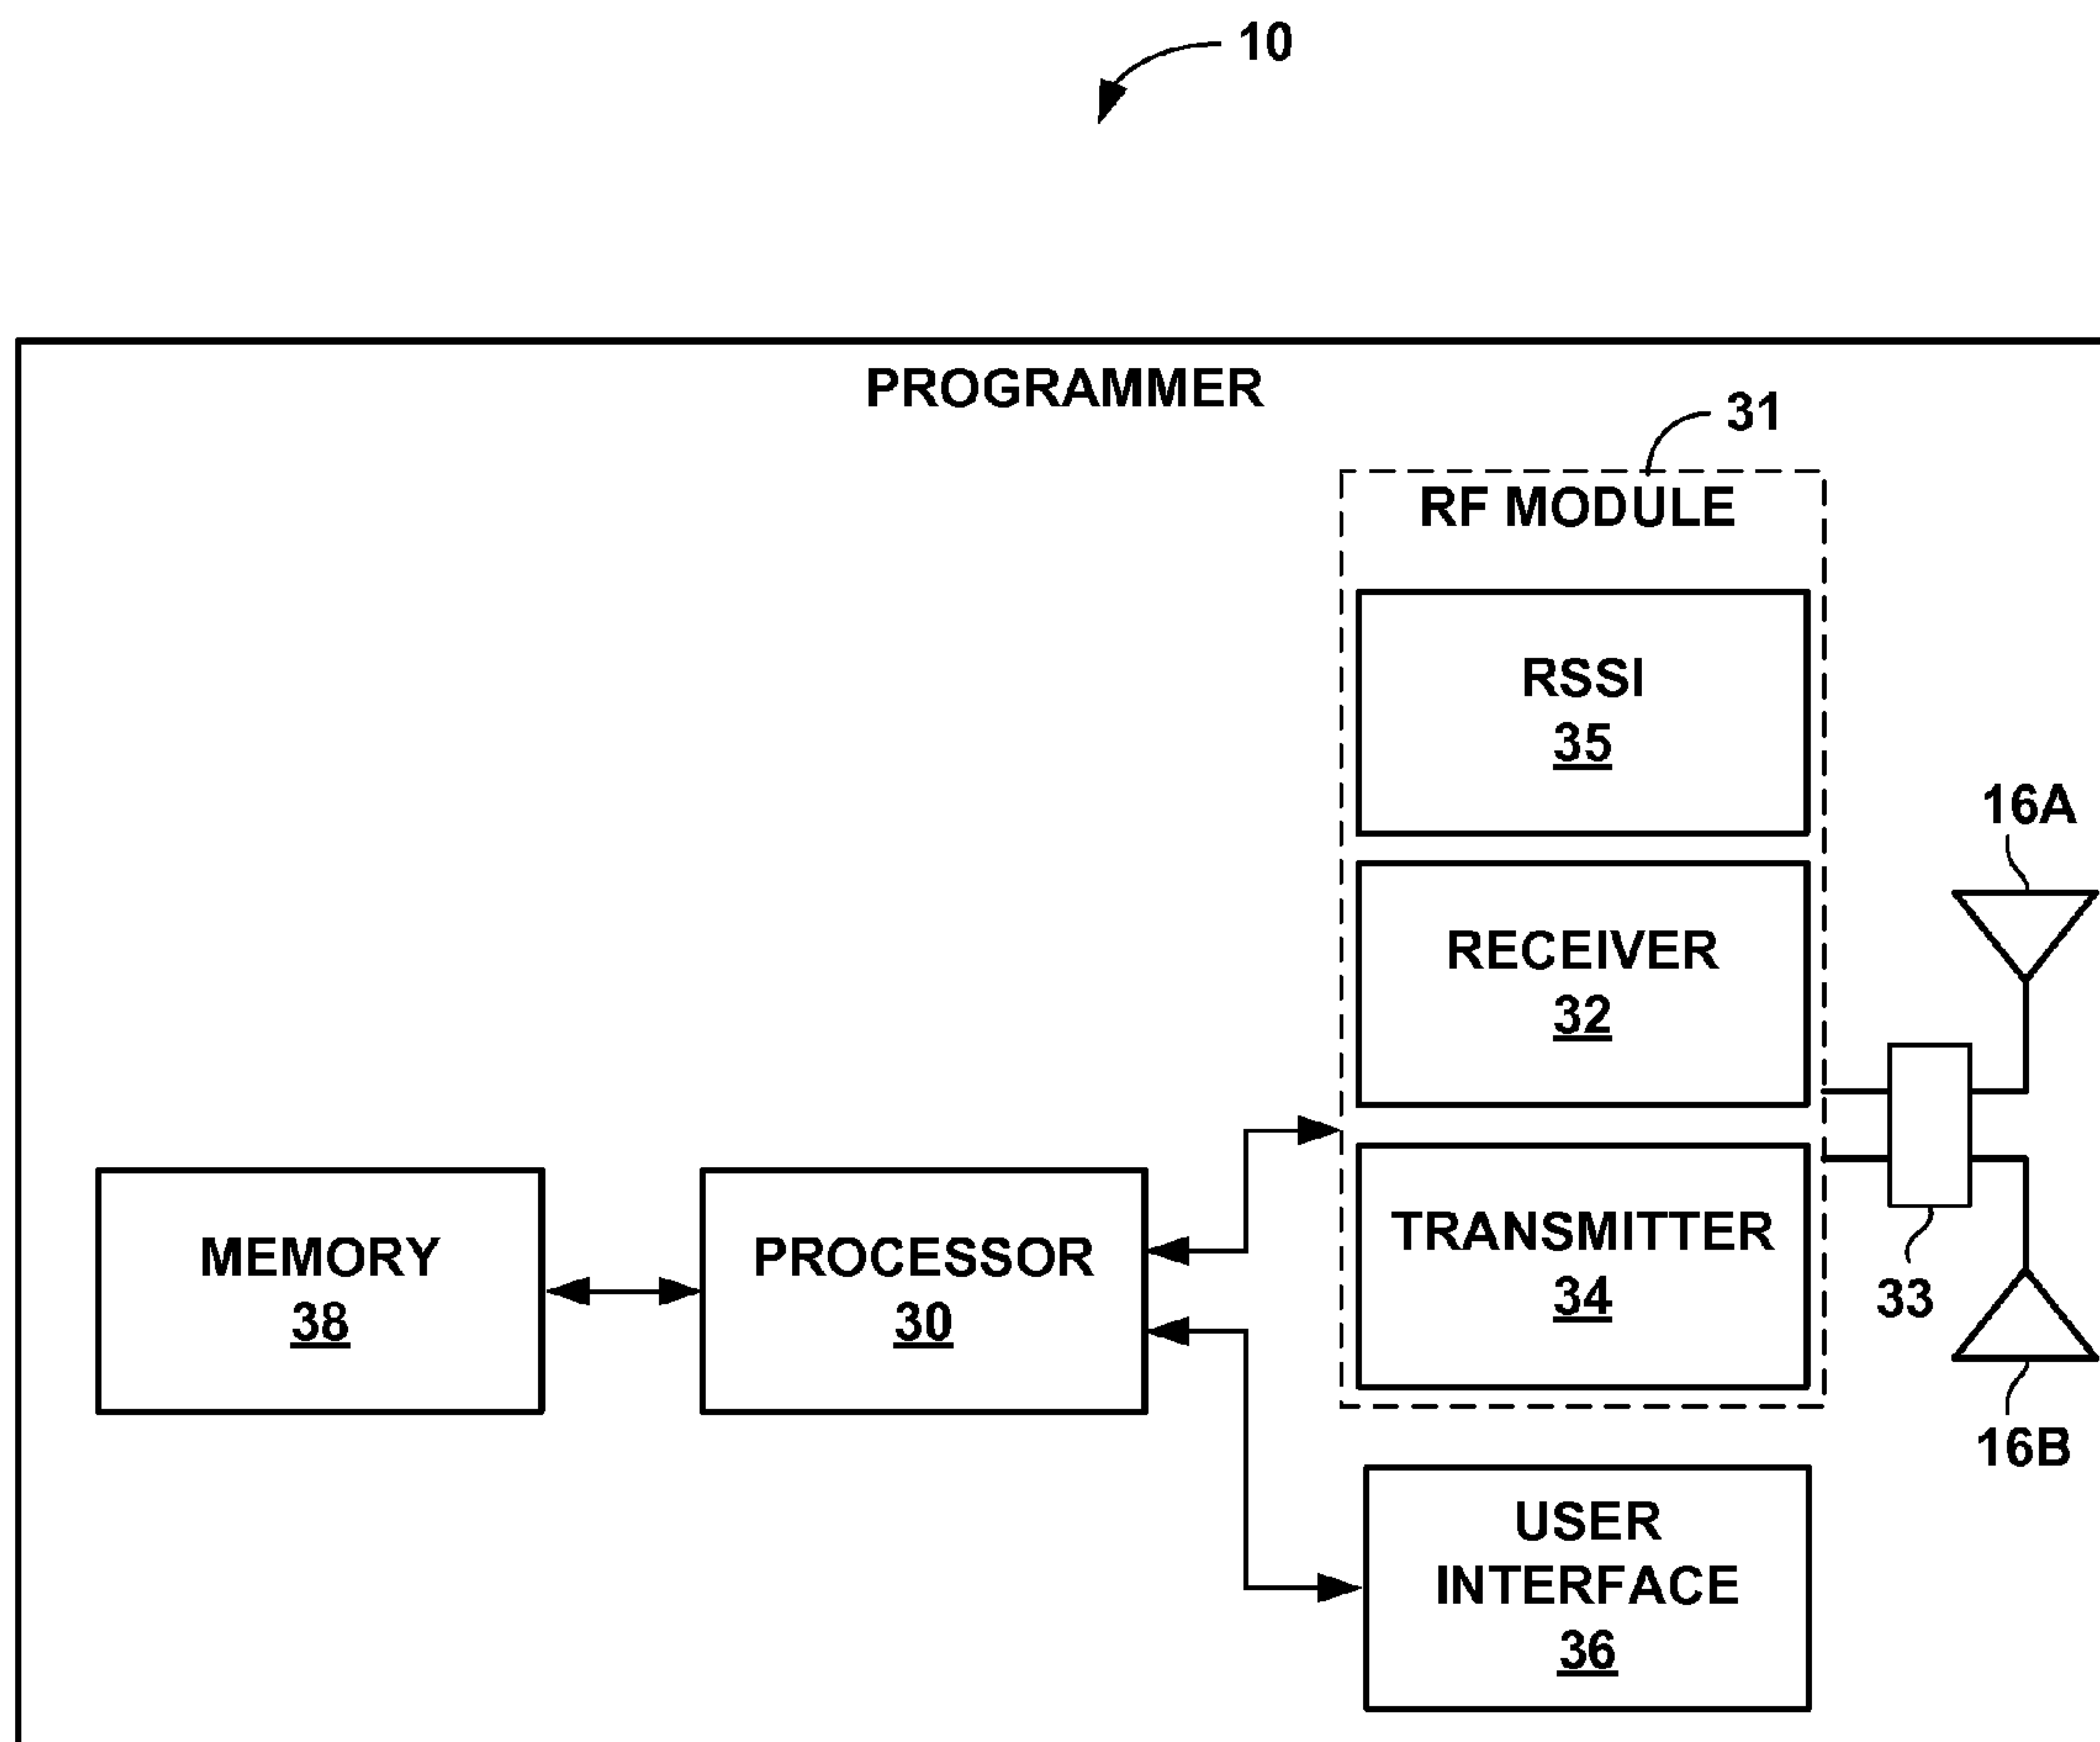 10
PROGRAMMER
31
RF MODULE
RSSI
35
16A
RECEIVER
32
MEMORY
38
PROCESSOR
30
TRANSMITTER
34
33
16B
USER
INTERFACE
36